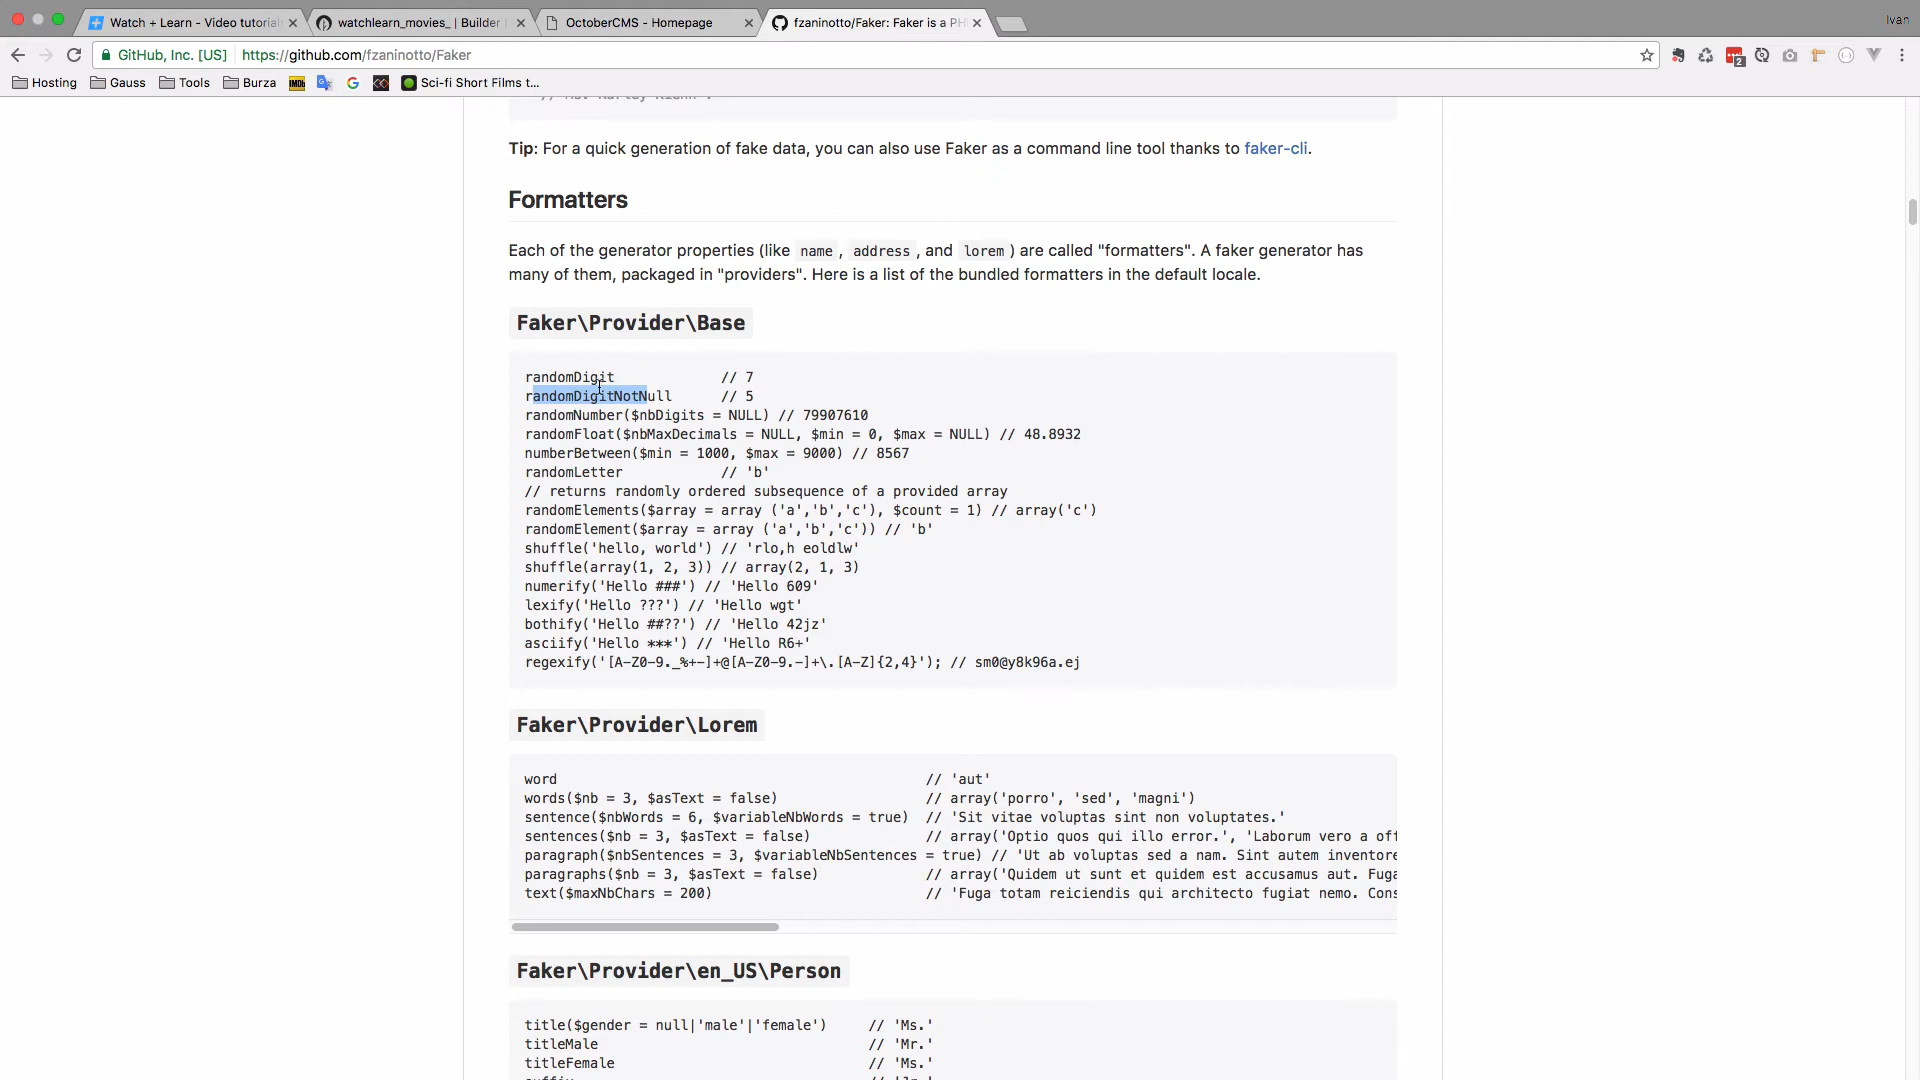 Watch + Learn - Video tutorials
watchlearn_movies_ | Builder
OctoberCMS - Homepage
fzaninotto/Faker: Faker is a PH
Ivan
GitHub, Inc. [US]
https://github.com/fzaninotto/Faker
2
Hosting
Gauss
Tools
Burza
IMDb
Sci-fi Short Films t...
Tip: For a quick generation of fake data, you can also use Faker as a command line tool thanks to faker-cli.
Formatters
Each of the generator properties (like name , address , and lorem ) are called "formatters". A faker generator has
many of them, packaged in "providers". Here is a list of the bundled formatters in the default locale.
Faker\Provider\Base
randomDigit // 7
randomDigitNotNull // 5
randomNumber($nbDigits = NULL) // 79907610
randomFloat($nbMaxDecimals = NULL, $min = 0, $max = NULL) // 48.8932
numberBetween($min = 1000, $max = 9000) // 8567
randomLetter // 'b'
// returns randomly ordered subsequence of a provided array
randomElements($array = array ('a','b','c'), $count = 1) // array('c')
randomElement($array = array ('a','b','c')) // 'b'
shuffle('hello, world') // 'rlo,h eoldlw'
shuffle(array(1, 2, 3)) // array(2, 1, 3)
numerify('Hello ###') // 'Hello 609'
lexify('Hello ???') // 'Hello wgt'
bothify('Hello ##??') // 'Hello 42jz'
asciify('Hello ***') // 'Hello R6+'
regexify('[A-Z0-9._%+-]+@[A-Z0-9.-]+\.[A-Z]{2,4}'); // sm0@y8k96a.ej
Faker\Provider\Lorem
word // 'aut'
words($nb = 3, $asText = false) // array('porro', 'sed', 'magni')
sentence($nbWords = 6, $variableNbWords = true) // 'Sit vitae voluptas sint non voluptates.'
sentences($nb = 3, $asText = false) // array('Optio quos qui illo error.', 'Laborum vero a off
paragraph($nbSentences = 3, $variableNbSentences = true) // 'Ut ab voluptas sed a nam. Sint autem inventore
paragraphs($nb = 3, $asText = false) // array('Quidem ut sunt et quidem est accusamus aut. Fuga
text($maxNbChars = 200) // 'Fuga totam reiciendis qui architecto fugiat nemo. Cons
Faker\Provider\en_US\Person
title($gender = null|'male'|'female') // 'Ms.'
titleMale // 'Mr.'
titleFemale // 'Ms.'